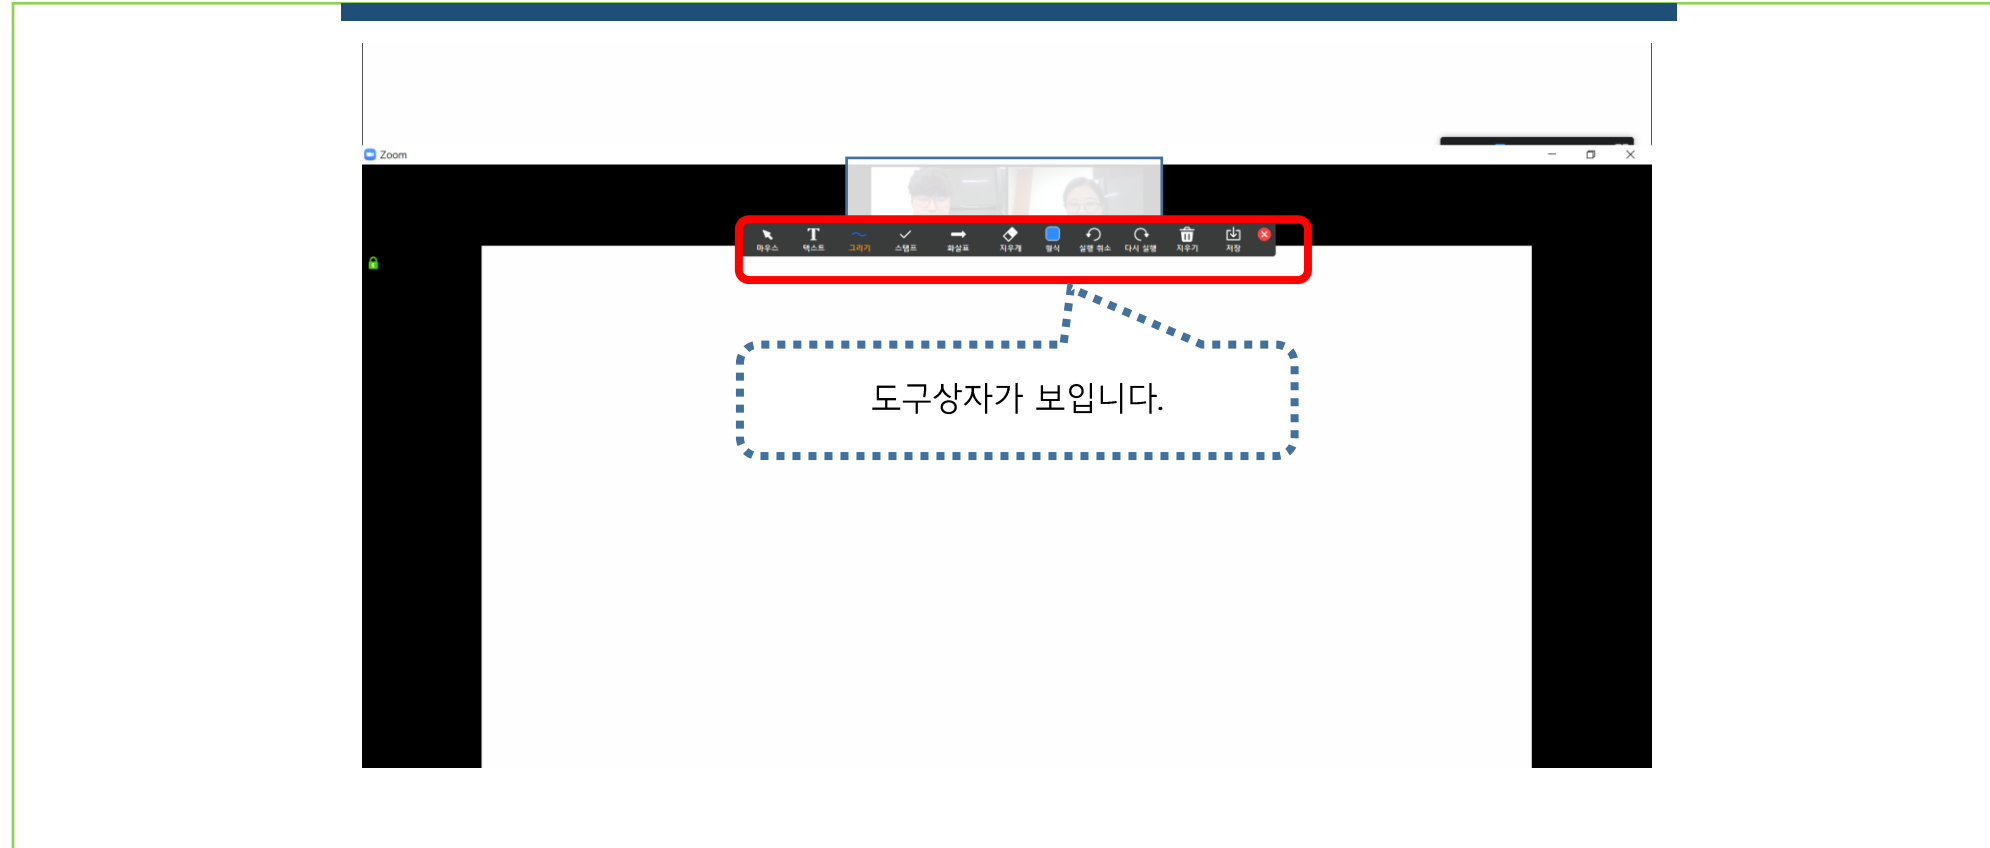 Zoom
마우스 텍스트 그리기 스탬프 화살표 지우개 형식 실행 취소 다시 실행 지우기 저장
도구상자가 보입니다.